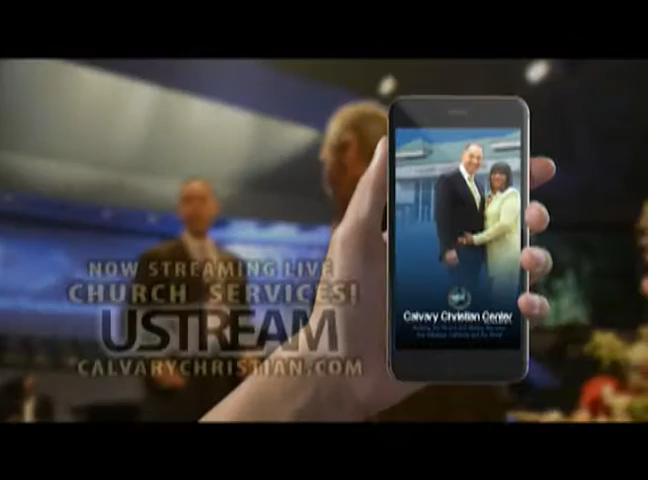 NOW STREAMING LIVE
CHURCH SERVICES!
USTREAM
CALVARYCHRISTIAN.COM
Calvary Christian Center